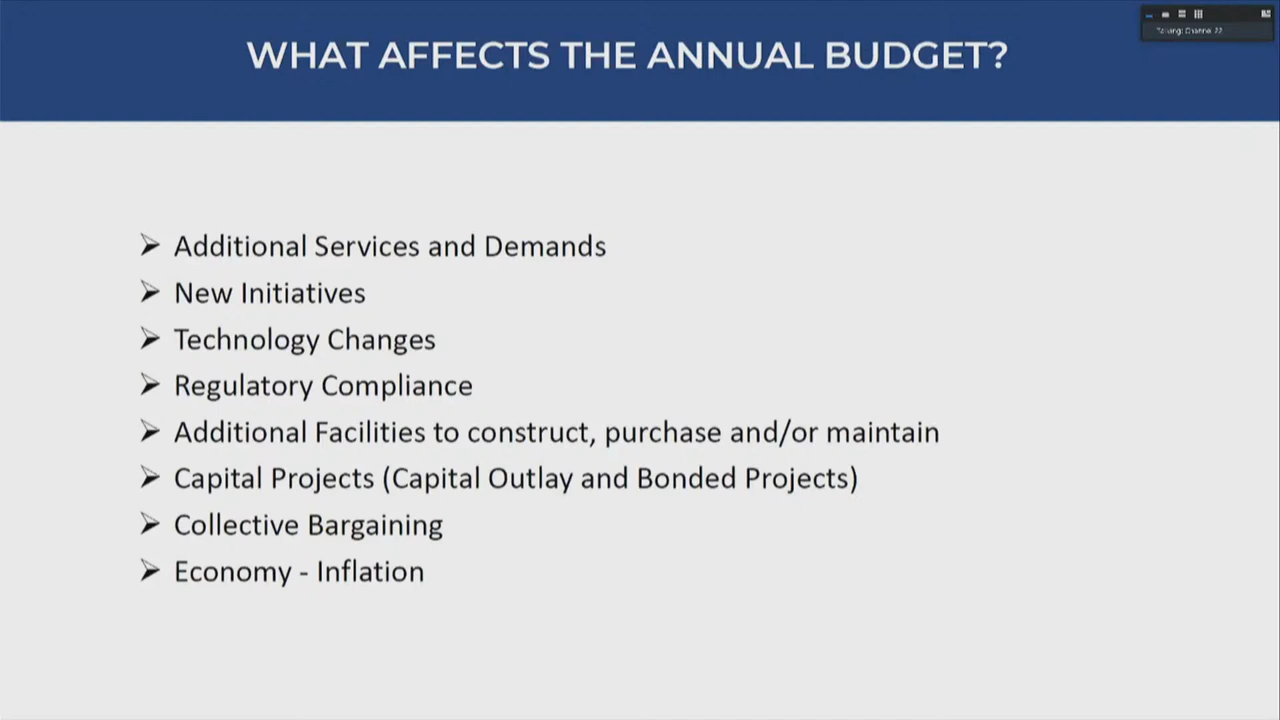 WHAT AFFECTS THE ANNUAL BUDGET?
Additional Services and Demands
New Initiatives
Technology Changes
Regulatory Compliance
Additional Facilities to construct, purchase and/or maintain
Capital Projects (Capital Outlay and Bonded Projects)
Collective Bargaining
Economy - Inflation